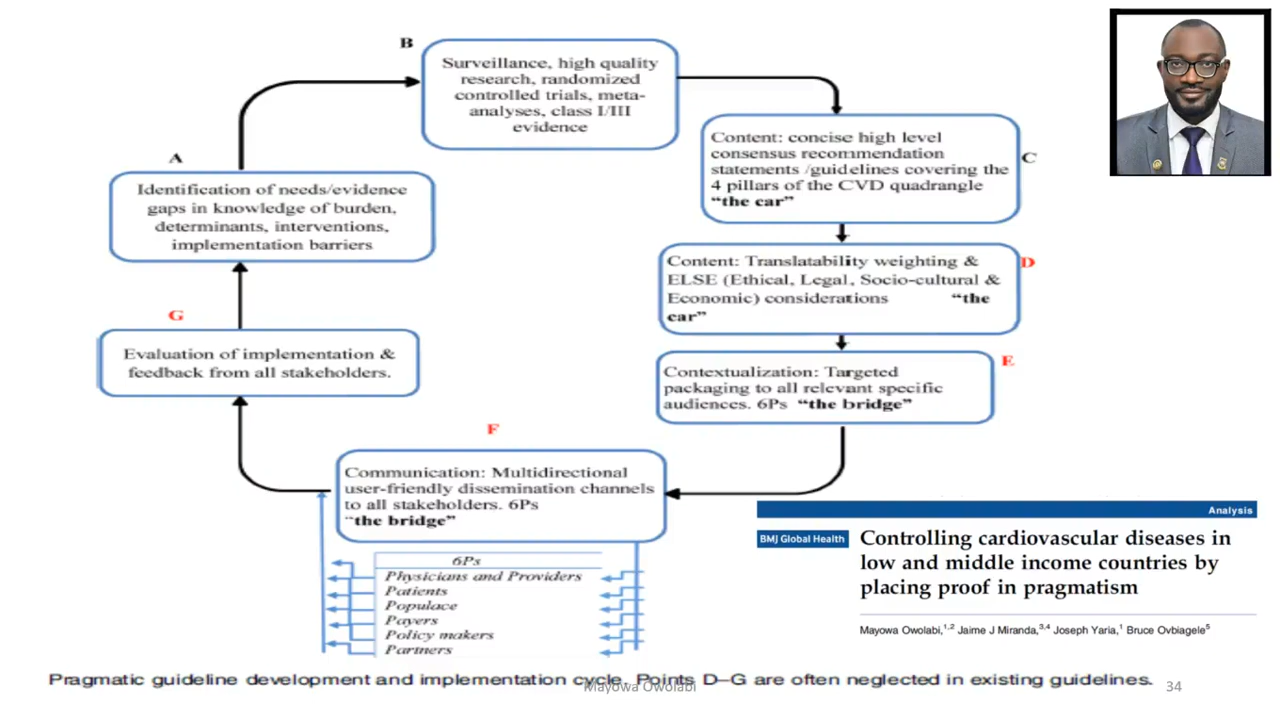 B
Surveillance, high quality
research, randomized
controlled trials, meta-
analyses, class I/III
evidence
C
Content: concise high level
consensus recommendation
statements /guidelines covering the
4 pillars of the CVD quadrangle
“the car”
A
Identification of needs/evidence
gaps in knowledge of burden,
determinants, interventions,
implementation barriers
D
Content: Translatability weighting &
ELSE (Ethical, Legal, Socio-cultural &
Economic) considerations “the
car”
G
Evaluation of implementation &
feedback from all stakeholders.
E
Contextualization: Targeted
packaging to all relevant specific
audiences. 6Ps “the bridge”
F
Communication: Multidirectional
user-friendly dissemination channels
to all stakeholders. 6Ps
“the bridge”
6Ps
Physicians and Providers
Patients
Populace
Payers
Policy makers
Partners
Analysis
BMJ Global Health
Controlling cardiovascular diseases in
low and middle income countries by
placing proof in pragmatism
Mayowa Owolabi,1,2 Jaime J Miranda,3,4 Joseph Yaria,1 Bruce Ovbiagele5
Pragmatic guideline development and implementation cycle. Points D–G are often neglected in existing guidelines.
Mayowa Owolabi
34